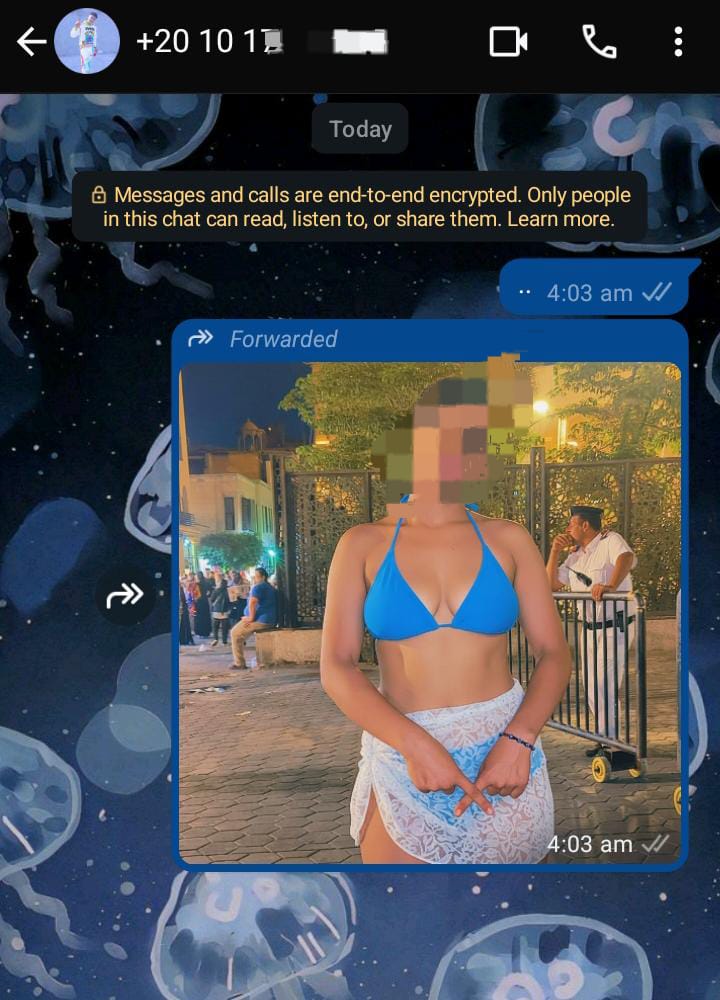 +20 10 1
Today
Messages and calls are end-to-end encrypted. Only people
in this chat can read, listen to, or share them. Learn more.
.. 4:03 am
Forwarded
4:03 am